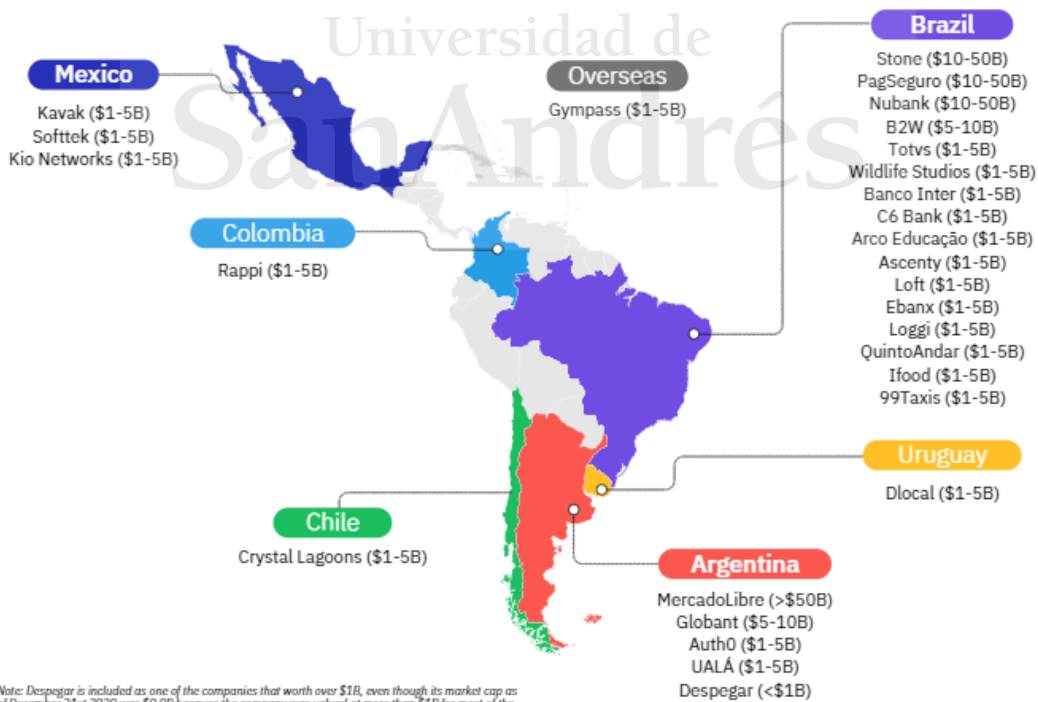 Universidad de
SanAndrés
Mexico
Kavak ($1-5B)
Softtek ($1-5B)
Kio Networks ($1-5B)
Overseas
Gympass ($1-5B)
Brazil
Stone ($10-50B)
PagSeguro ($10-50B)
Nubank ($10-50B)
B2W ($5-10B)
Totvs ($1-5B)
Wildlife Studios ($1-5B)
Banco Inter ($1-5B)
C6 Bank ($1-5B)
Arco Educação ($1-5B)
Ascenty ($1-5B)
Loft ($1-5B)
Ebanx ($1-5B)
Loggi ($1-5B)
QuintoAndar ($1-5B)
Ifood ($1-5B)
99Taxis ($1-5B)
Colombia
Rappi ($1-5B)
Uruguay
Dlocal ($1-5B)
Chile
Crystal Lagoons ($1-5B)
Argentina
MercadoLibre (>$50B)
Globant ($5-10B)
Auth0 ($1-5B)
UALÁ ($1-5B)
Despegar (<$1B)
Note: Despegar is included as one of the companies that worth over $1B, even though its market cap as